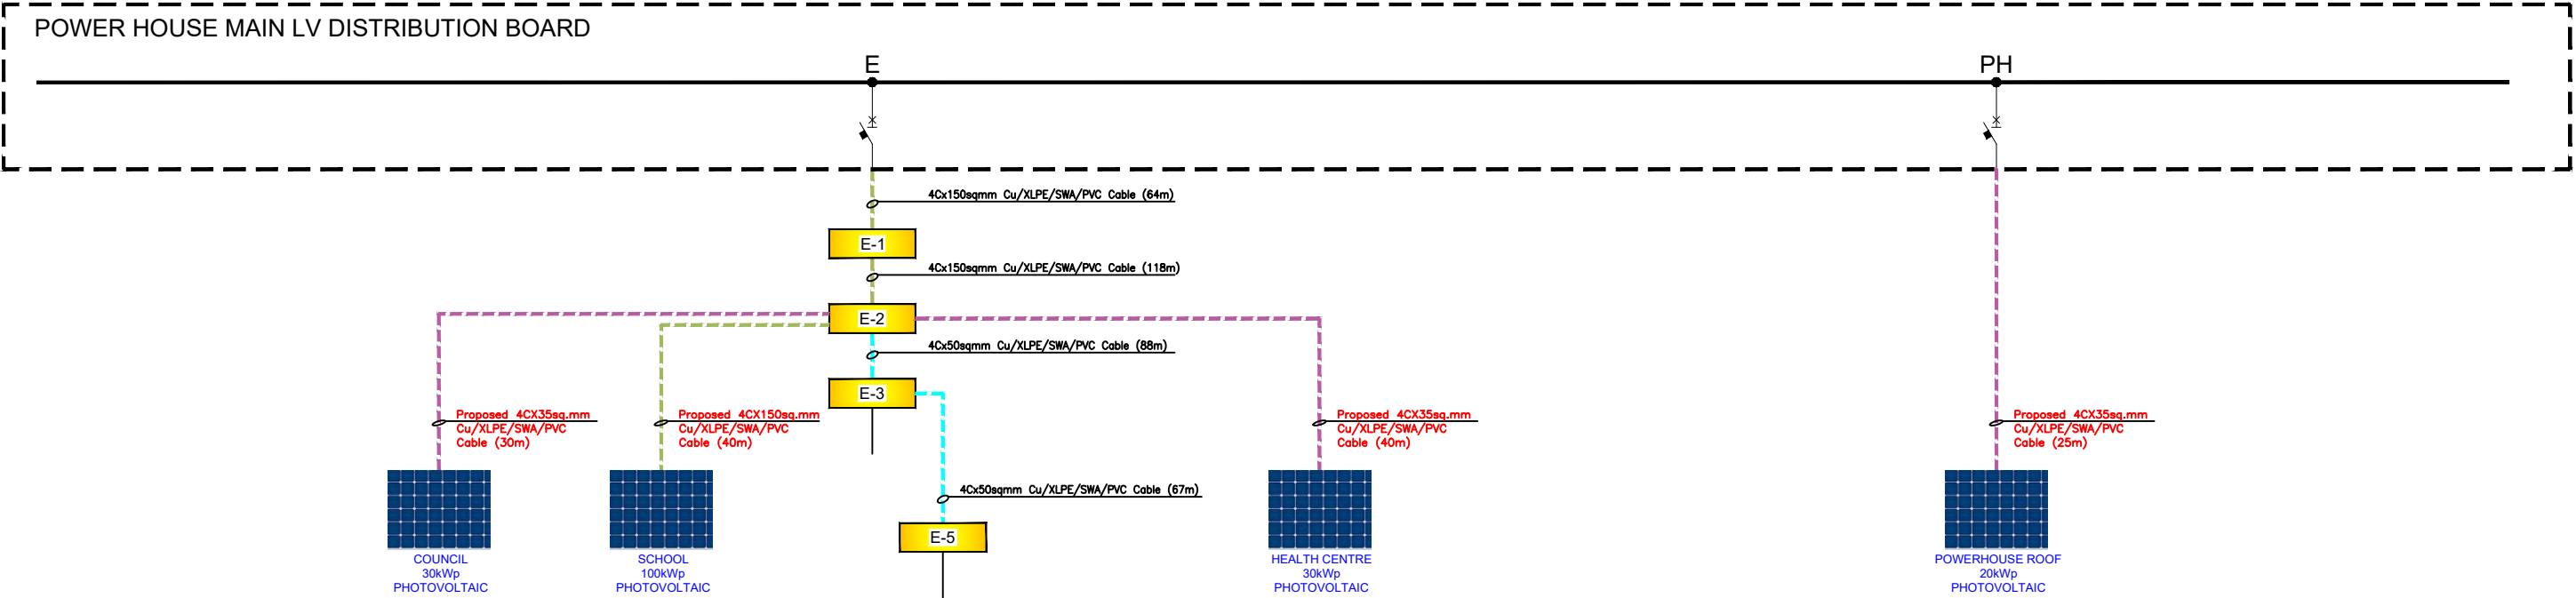 POWER HOUSE MAIN LV DISTRIBUTION BOARD
E
PH
4Cx150sqmm Cu/XLPE/SWA/PVC Cable (64m)
E-1
4Cx150sqmm Cu/XLPE/SWA/PVC Cable (118m)
E-2
4Cx50sqmm Cu/XLPE/SWA/PVC Cable (88m)
E-3
Proposed 4CX35sq.mm
Cu/XLPE/SWA/PVC
Cable (30m)
Proposed 4CX150sq.mm
Cu/XLPE/SWA/PVC
Cable (40m)
Proposed 4CX35sq.mm
Cu/XLPE/SWA/PVC
Cable (40m)
Proposed 4CX35sq.mm
Cu/XLPE/SWA/PVC
Cable (25m)
4Cx50sqmm Cu/XLPE/SWA/PVC Cable (67m)
E-5
COUNCIL
30kWp
PHOTOVOLTAIC
SCHOOL
100kWp
PHOTOVOLTAIC
HEALTH CENTRE
30kWp
PHOTOVOLTAIC
POWERHOUSE ROOF
20kWp
PHOTOVOLTAIC